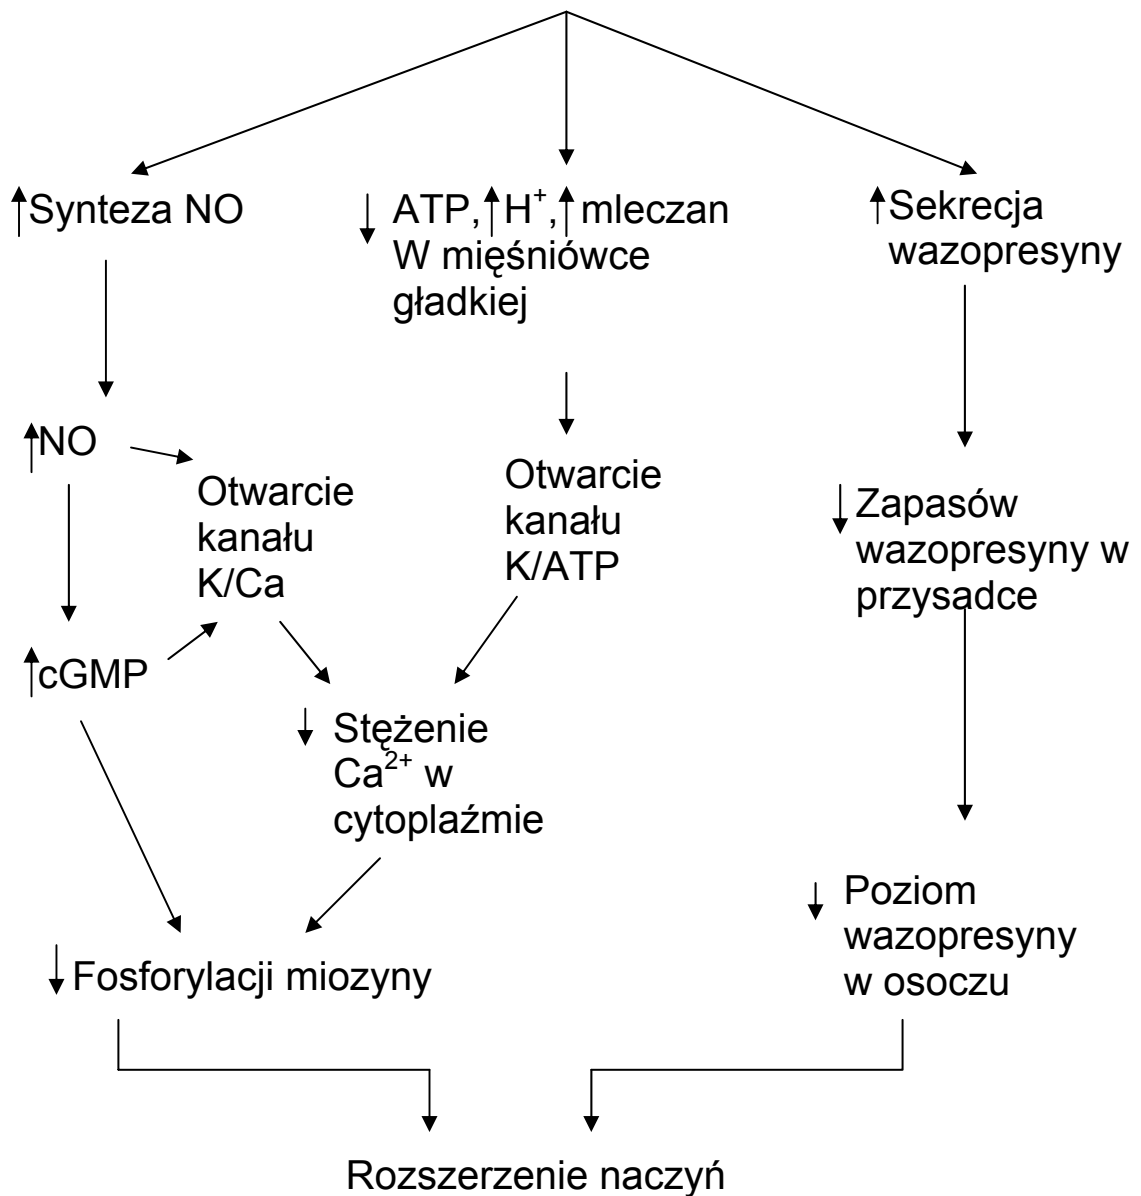 ↑Synteza NO
↓ ATP,↑H⁺,↑mleczan
W mięśniówce
gładkiej
↑Sekrecja
wazopresyny
↑NO
Otwarcie
kanału
K/Ca
Otwarcie
kanału
K/ATP
↓ Zapasów
wazopresyny w
przysadce
↑cGMP
↓ Stężenie
Ca²⁺ w
cytoplaźmie
↓ Poziom
wazopresyny
w osoczu
↓ Fosforylacji miozyny
Rozszerzenie naczyń